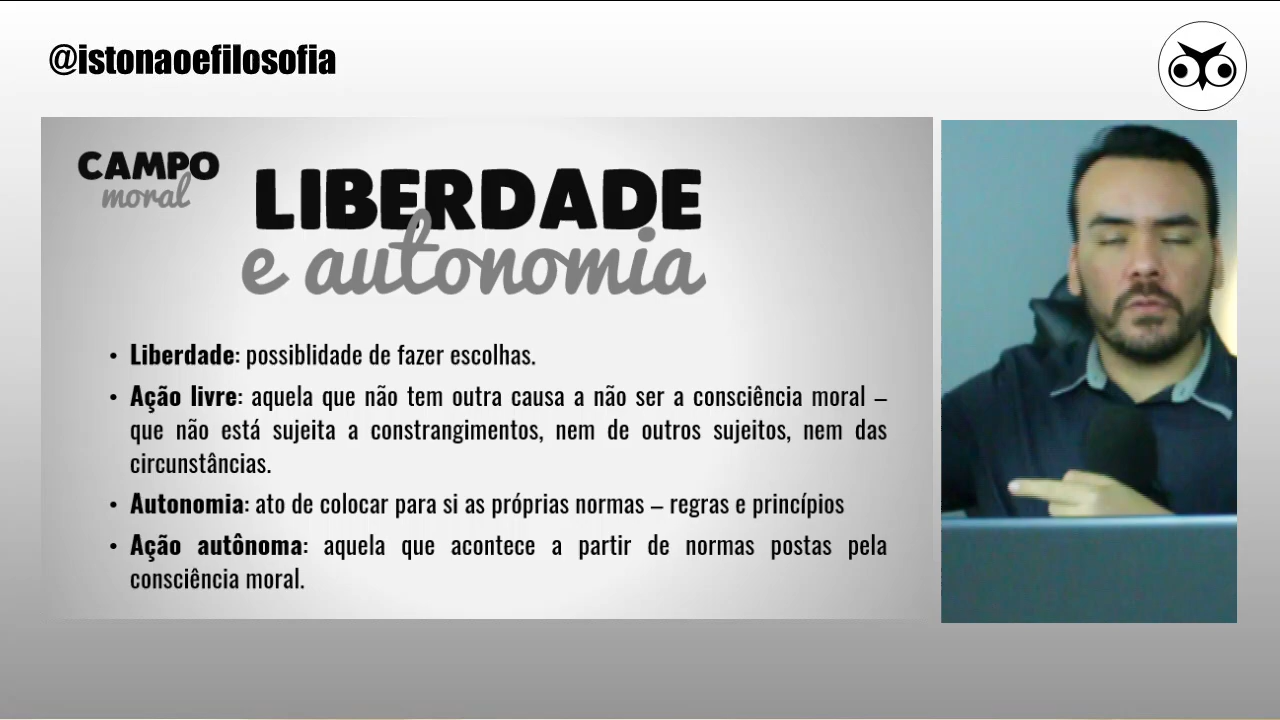 @istonaoefilosofia
CAMPO
moral
LIBERDADE
e autonomia
• Liberdade: possiblidade de fazer escolhas.
• Ação livre: aquela que não tem outra causa a não ser a consciência moral –
que não está sujeita a constrangimentos, nem de outros sujeitos, nem das
circunstâncias.
• Autonomia: ato de colocar para si as próprias normas – regras e princípios
• Ação autônoma: aquela que acontece a partir de normas postas pela
consciência moral.